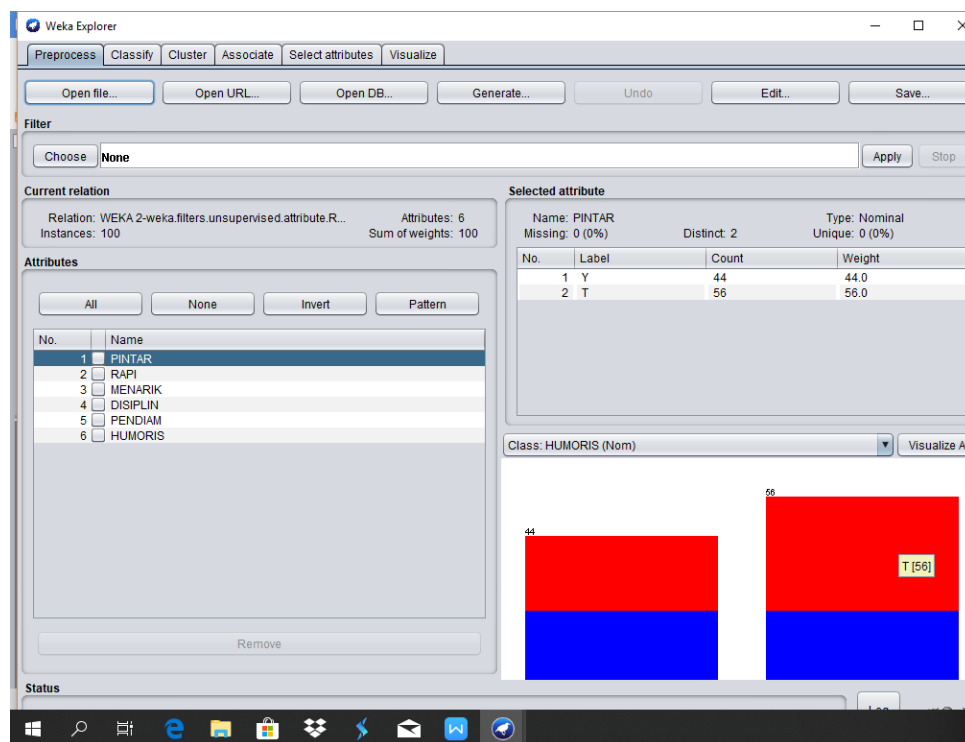 Weka Explorer
Preprocess Classify Cluster Associate Select attributes Visualize
Open file... Open URL... Open DB... Generate... Undo Edit... Save...
Filter
Choose None Apply Stop
Current relation
Relation: WEKA 2-weka.filters.unsupervised.attribute.R... Attributes: 6
Instances: 100 Sum of weights: 100
Attributes
All None Invert Pattern
No. Name
1 PINTAR
2 RAPI
3 MENARIK
4 DISIPLIN
5 PENDIAM
6 HUMORIS
Remove
Selected attribute
Name: PINTAR Type: Nominal
Missing: 0 (0%) Distinct: 2 Unique: 0 (0%)
No. Label Count Weight
1 Y 44 44.0
2 T 56 56.0
Class: HUMORIS (Nom) Visualize A
56
44
T [56]
Status